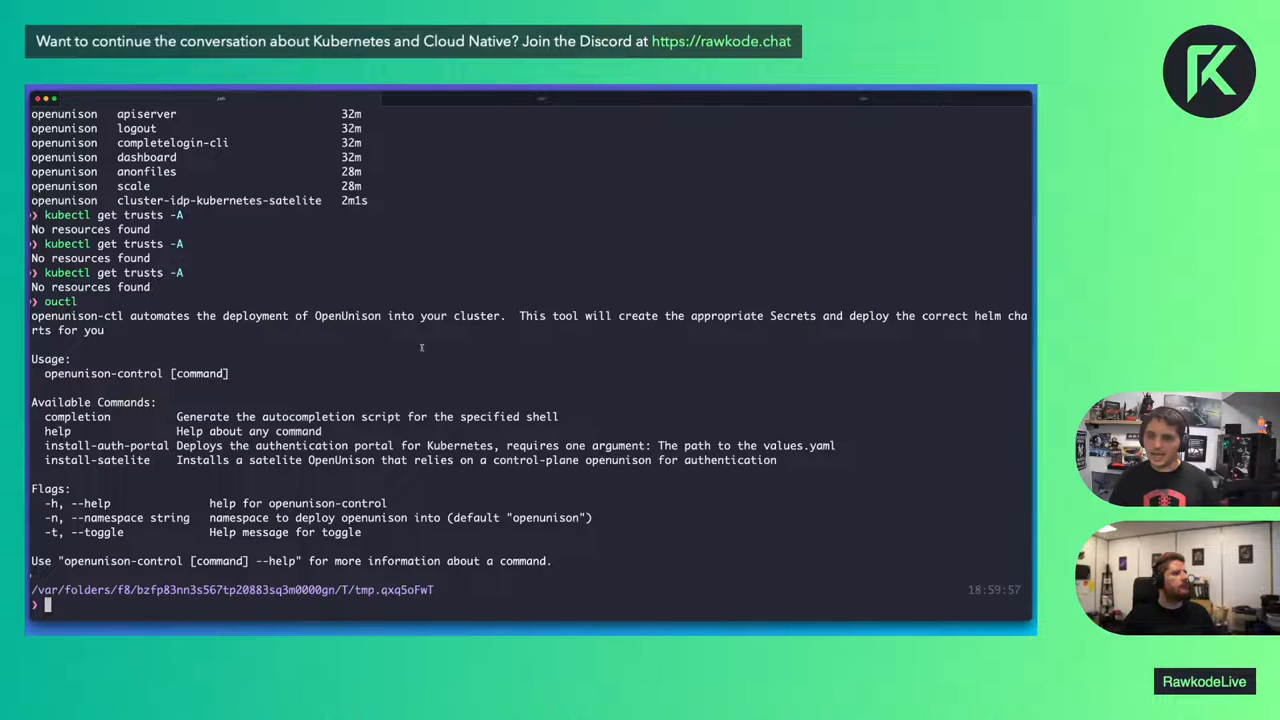 Want to continue the conversation about Kubernetes and Cloud Native? Join the Discord at https://rawkode.chat
openunison apiserver 32m
openunison logout 32m
openunison completelogin-cli 32m
openunison dashboard 32m
openunison anonfiles 28m
openunison scale 28m
openunison cluster-idp-kubernetes-satelite 2m1s
❯ kubectl get trusts -A
No resources found
❯ kubectl get trusts -A
No resources found
❯ kubectl get trusts -A
No resources found
❯ ouctl
openunison-ctl automates the deployment of OpenUnison into your cluster.  This tool will create the appropriate Secrets and deploy the correct helm cha
rts for you
Usage:
openunison-control [command]
Available Commands:
completion Generate the autocompletion script for the specified shell
help Help about any command
install-auth-portal Deploys the authentication portal for Kubernetes, requires one argument: The path to the values.yaml
install-satelite Installs a satelite OpenUnison that relies on a control-plane openunison for authentication
Flags:
-h, --help help for openunison-control
-n, --namespace string namespace to deploy openunison into (default "openunison")
-t, --toggle Help message for toggle
Use "openunison-control [command] --help" for more information about a command.
/var/folders/f8/bzfp83nn3s567tp20883sq3m0000gn/T/tmp.qxq5oFwT 18:59:57
❯
RawkodeLive